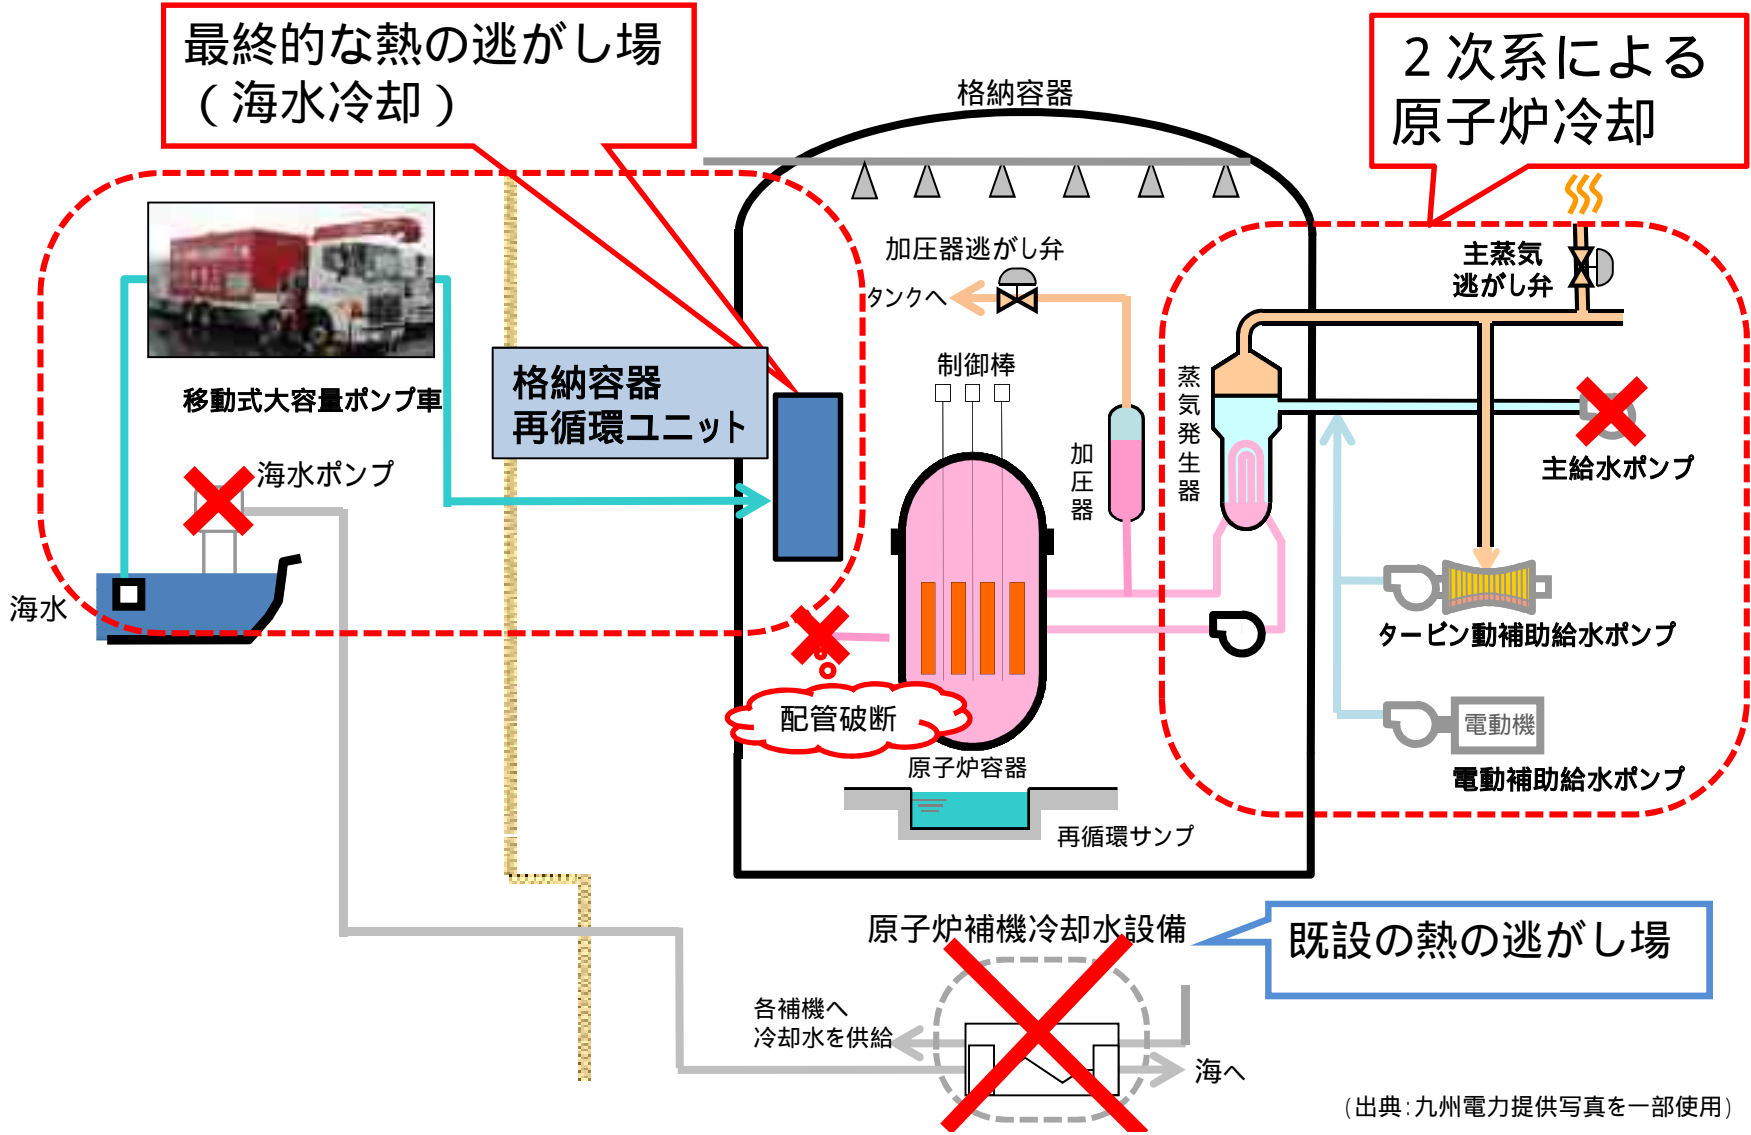 最終的な熱の逃がし場
（海水冷却）
２次系による
原子炉冷却
格納容器
加圧器逃がし弁
タンクへ
主蒸気
逃がし弁
制御棒
蒸気発生器
移動式大容量ポンプ車
格納容器
再循環ユニット
加圧器
海水ポンプ
主給水ポンプ
海水
タービン動補助給水ポンプ
配管破断
電動機
原子炉容器
電動補助給水ポンプ
再循環サンプ
原子炉補機冷却水設備
既設の熱の逃がし場
各補機へ
冷却水を供給
海へ
（出典：九州電力提供写真を一部使用）